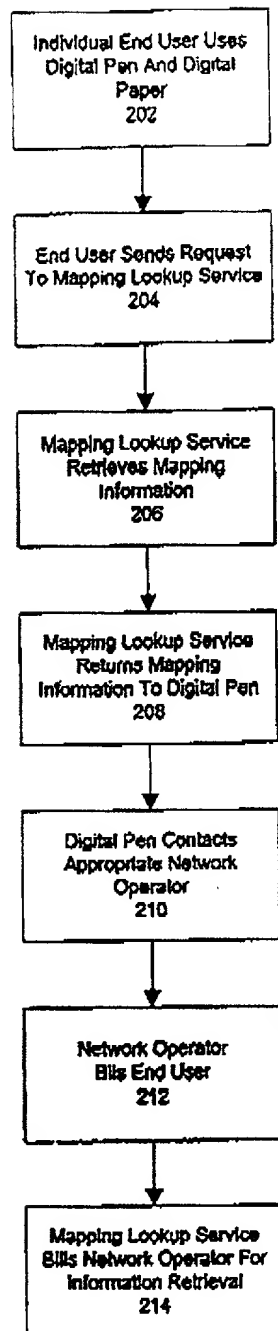 Individual End User Uses
Digital Pen And Digital
Paper
202
End User Sends Request
To Mapping Lookup Service
204
Mapping Lookup Service
Retrieves Mapping
Information
206
Mapping Lookup Service
Returns Mapping
Information To Digital Pen
208
Digital Pen Contacts
Appropriate Network
Operator
210
Network Operator
Bills End User
212
Mapping Lookup Service
Bills Network Operator For
Information Retrieval
214